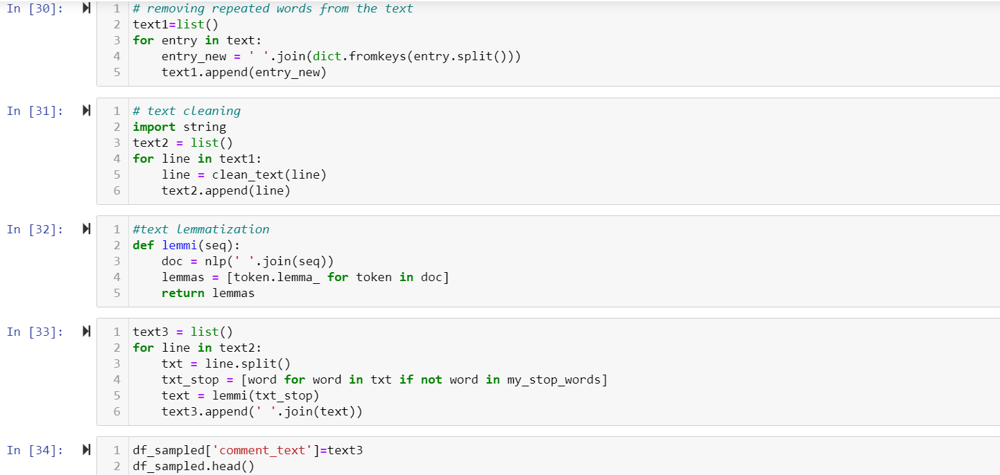 In [30]:
1 # removing repeated words from the text
2 text1=list()
3 for entry in text:
4     entry_new = ' '.join(dict.fromkeys(entry.split()))
5     text1.append(entry_new)
In [31]:
1 # text cleaning
2 import string
3 text2 = list()
4 for line in text1:
5     line = clean_text(line)
6     text2.append(line)
In [32]:
1 #text lemmatization
2 def lemmi(seq):
3     doc = nlp(' '.join(seq))
4     lemmas = [token.lemma_ for token in doc]
5     return lemmas
In [33]:
1 text3 = list()
2 for line in text2:
3     txt = line.split()
4     txt_stop = [word for word in txt if not word in my_stop_words]
5     text = lemmi(txt_stop)
6     text3.append(' '.join(text))
In [34]:
1 df_sampled['comment_text']=text3
2 df_sampled.head()